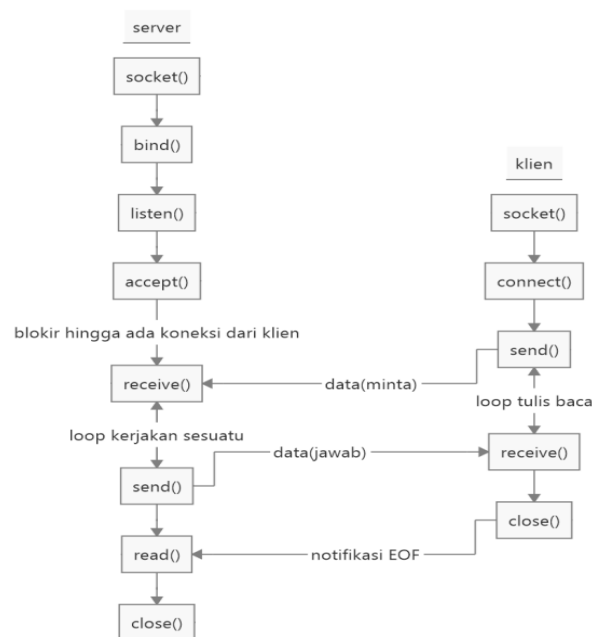 server
socket()
bind()
listen()
accept()
blokir hingga ada koneksi dari klien
receive()
loop kerjakan sesuatu
send()
read()
close()
klien
socket()
connect()
send()
data(minta)
loop tulis baca
data(jawab)
receive()
close()
notifikasi EOF